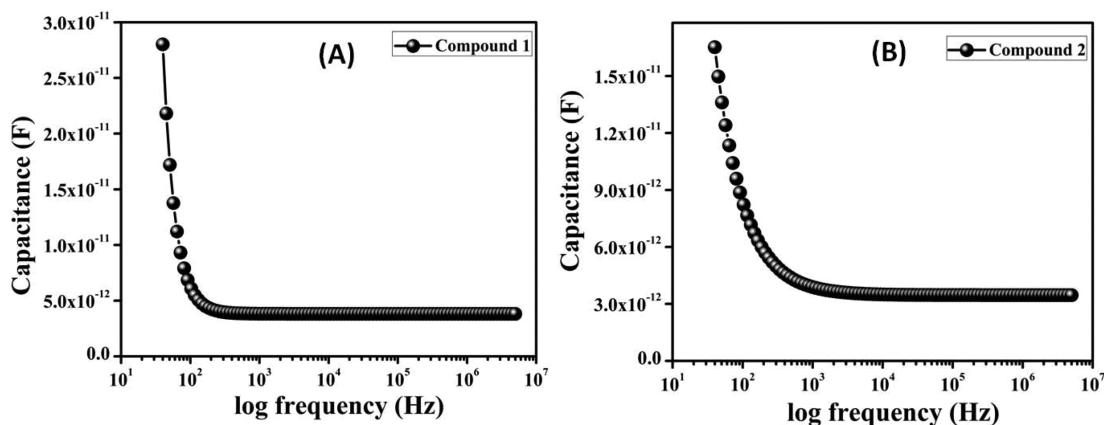 (A)
Compound 1
Capacitance (F)
3.0x10⁻¹¹
2.5x10⁻¹¹
2.0x10⁻¹¹
1.5x10⁻¹¹
1.0x10⁻¹¹
5.0x10⁻¹²
0.0
10¹ 10² 10³ 10⁴ 10⁵ 10⁶ 10⁷
log frequency (Hz)
(B)
Compound 2
Capacitance (F)
1.5x10⁻¹¹
1.2x10⁻¹¹
9.0x10⁻¹²
6.0x10⁻¹²
3.0x10⁻¹²
0.0
10¹ 10² 10³ 10⁴ 10⁵ 10⁶ 10⁷
log frequency (Hz)